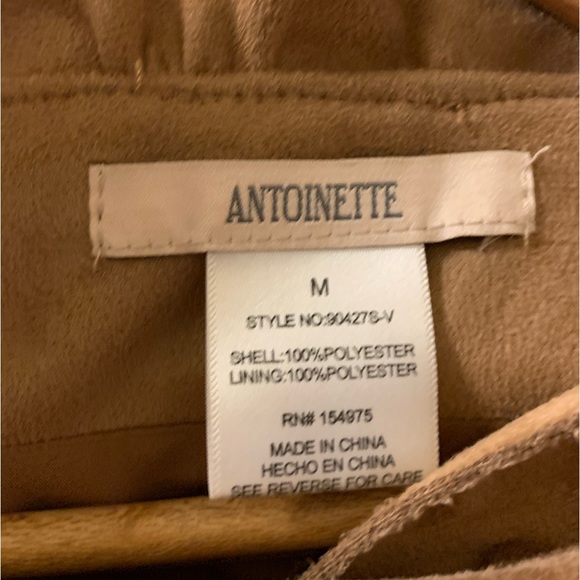 ANTOINETTE
M
STYLE NO:90427S-V
SHELL:100%POLYESTER
LINING:100%POLYESTER
RN# 154975
MADE IN CHINA
HECHO EN CHINA
SEE REVERSE FOR CARE